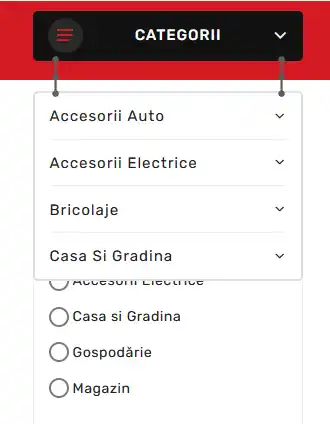 CATEGORII
Accesorii Auto
Accesorii Electrice
Bricolaje
Casa Si Gradina
Accesorii Electrice
Casa si Gradina
Gospodărie
Magazin